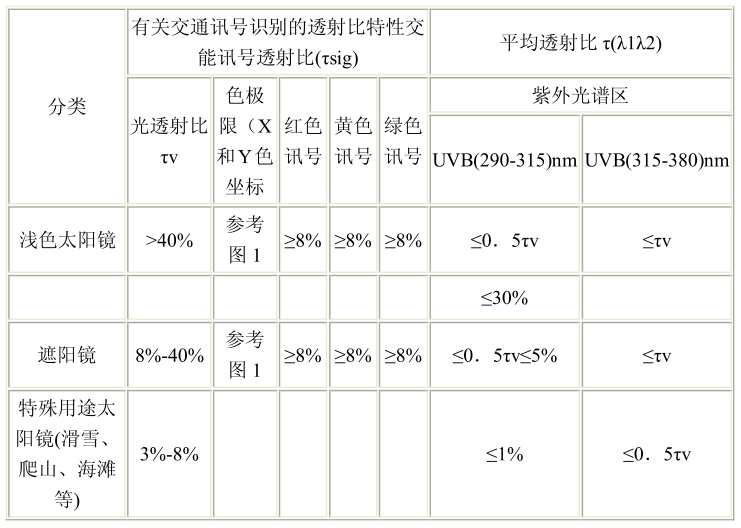 分类
有关交通讯号识别的透射比特性交
能讯号透射比(τsig)
平均透射比 τ(λ1λ2)
光透射比
τv
色极
限（X
和Y色
坐标
红色
讯号
黄色
讯号
绿色
讯号
紫外光谱区
UVB(290-315)nm
UVB(315-380)nm
浅色太阳镜
>40%
参考
图 1
≥8%
≥8%
≥8%
≤0．5τv
≤τv
≤30%
遮阳镜
8%-40%
参考
图 1
≥8%
≥8%
≥8%
≤0．5τv≤5%
≤τv
特殊用途太
阳镜(滑雪、
爬山、海滩
等)
3%-8%
≤1%
≤0．5τv